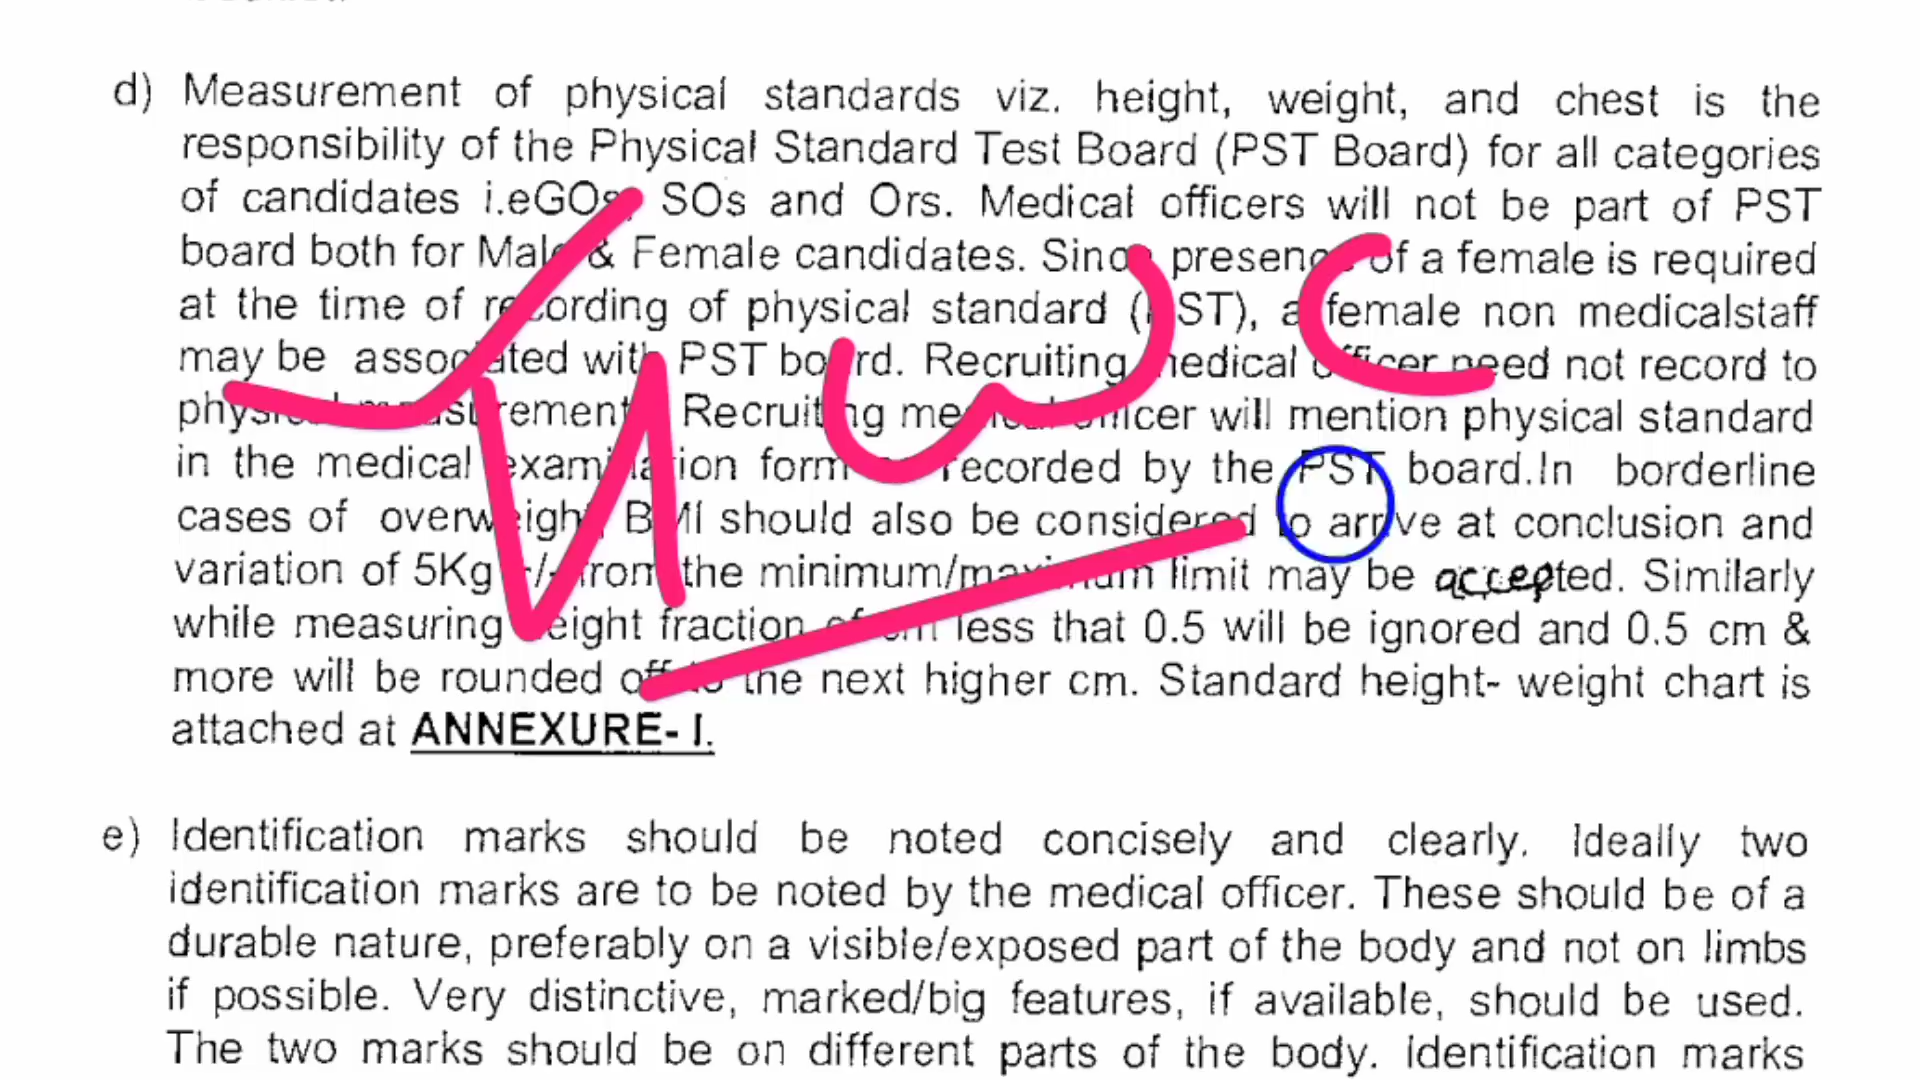 d) Measurement of physical standards viz. height, weight, and chest is the
responsibility of the Physical Standard Test Board (PST Board) for all categories
of candidates i.eGOs, SOs and Ors. Medical officers will not be part of PST
board both for Male & Female candidates. Since presence of a female is required
at the time of recording of physical standard (PST), a female non medicalstaff
may be associated with PST board. Recruiting medical officer need not record to
physical measurement. Recruiting medical officer will mention physical standard
in the medical examination form as recorded by the PST board.In borderline
cases of overweight, BMI should also be considered to arrive at conclusion and
variation of 5Kg +/- from the minimum/maximum limit may be accepted. Similarly
while measuring height fraction of cm less that 0.5 will be ignored and 0.5 cm &
more will be rounded off to the next higher cm. Standard height- weight chart is
attached at ANNEXURE- I.
e) Identification marks should be noted concisely and clearly. Ideally two
identification marks are to be noted by the medical officer. These should be of a
durable nature, preferably on a visible/exposed part of the body and not on limbs
if possible. Very distinctive, marked/big features, if available, should be used.
The two marks should be on different parts of the body. Identification marks